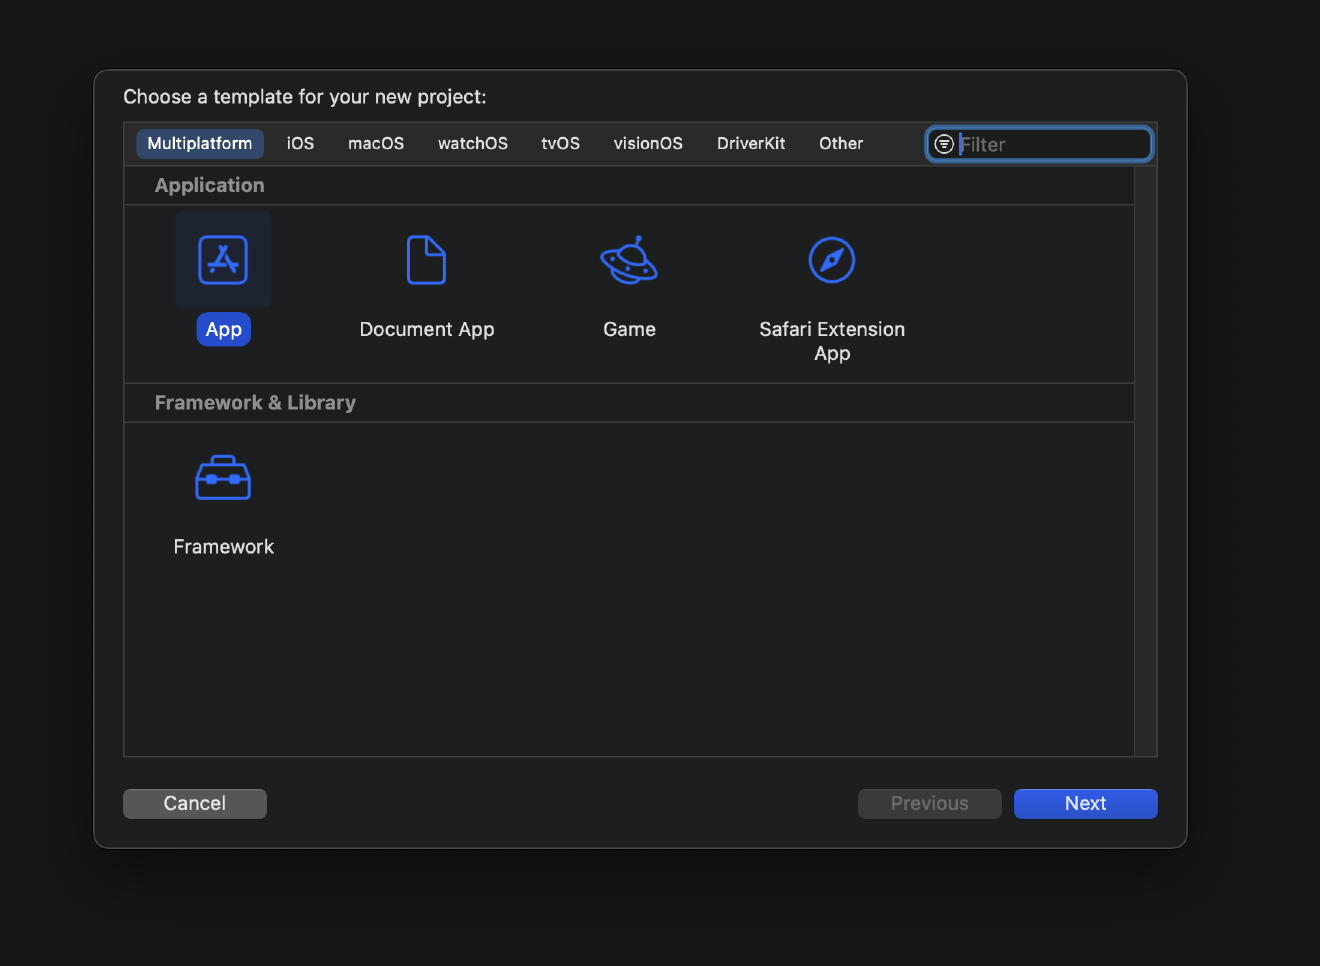 Choose a template for your new project:
Multiplatform iOS macOS watchOS tvOS visionOS DriverKit Other Filter
Application
App Document App Game Safari Extension
App
Framework & Library
Framework
Cancel Previous Next